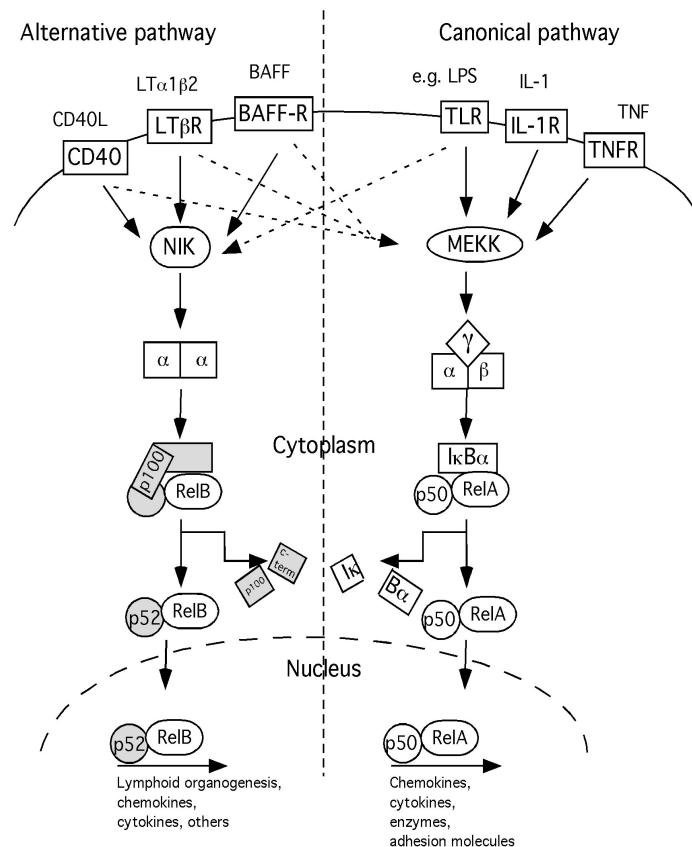 Alternative pathway
Canonical pathway
BAFF
LTα1β2
CD40L
e.g. LPS
IL-1
TNF
BAFF-R
LTβR
CD40
TLR
IL-1R
TNFR
NIK
MEKK
α α
γ
α β
Cytoplasm
p100
RelB
IκBα
p50
RelA
c-
term
p100
Iκ
Bα
p52
RelB
p50
RelA
Nucleus
p52
RelB
p50
RelA
Lymphoid organogenesis,
chemokines,
cytokines, others
Chemokines,
cytokines,
enzymes,
adhesion molecules